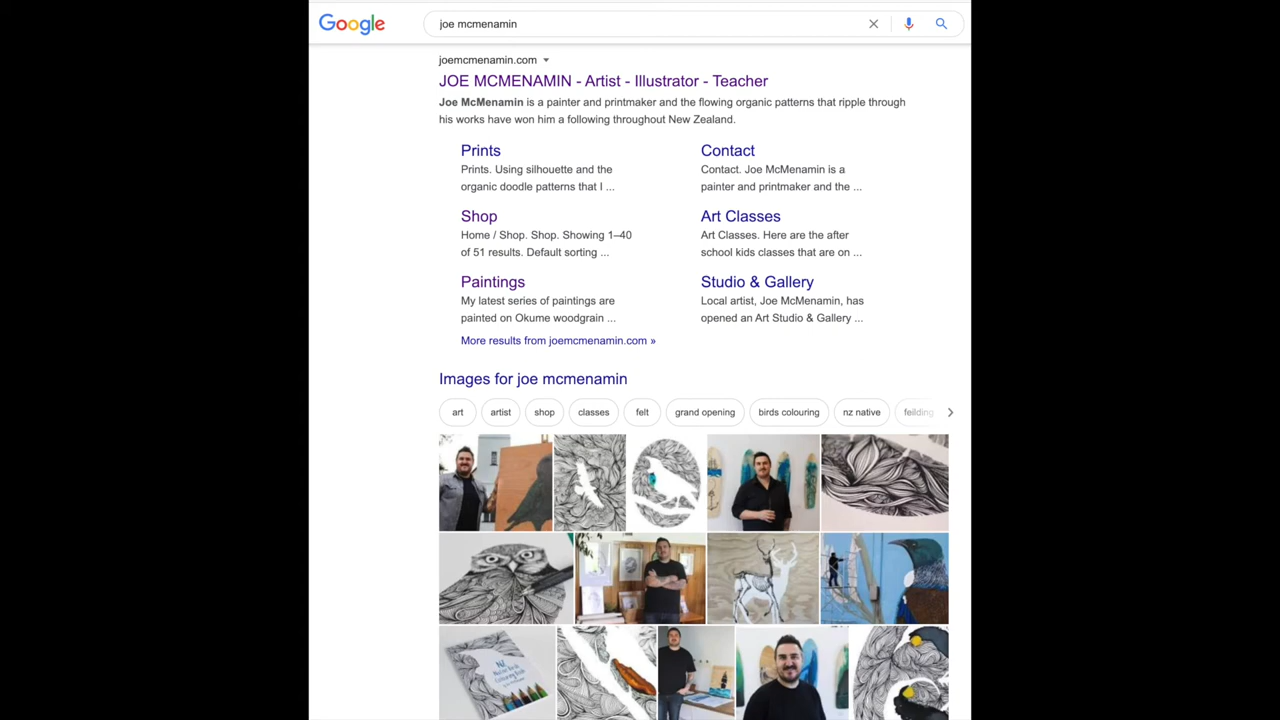 Google
joe mcmenamin
joemcmenamin.com
JOE MCMENAMIN - Artist - Illustrator - Teacher
Joe McMenamin is a painter and printmaker and the flowing organic patterns that ripple through
his works have won him a following throughout New Zealand.
Prints
Prints. Using silhouette and the
organic doodle patterns that I ...
Contact
Contact. Joe McMenamin is a
painter and printmaker and the ...
Shop
Home / Shop. Shop. Showing 1–40
of 51 results. Default sorting ...
Art Classes
Art Classes. Here are the after
school kids classes that are on ...
Paintings
My latest series of paintings are
painted on Okume woodgrain ...
Studio & Gallery
Local artist, Joe McMenamin, has
opened an Art Studio & Gallery ...
More results from joemcmenamin.com »
Images for joe mcmenamin
art artist shop classes felt grand opening birds colouring nz native feilding
NZ